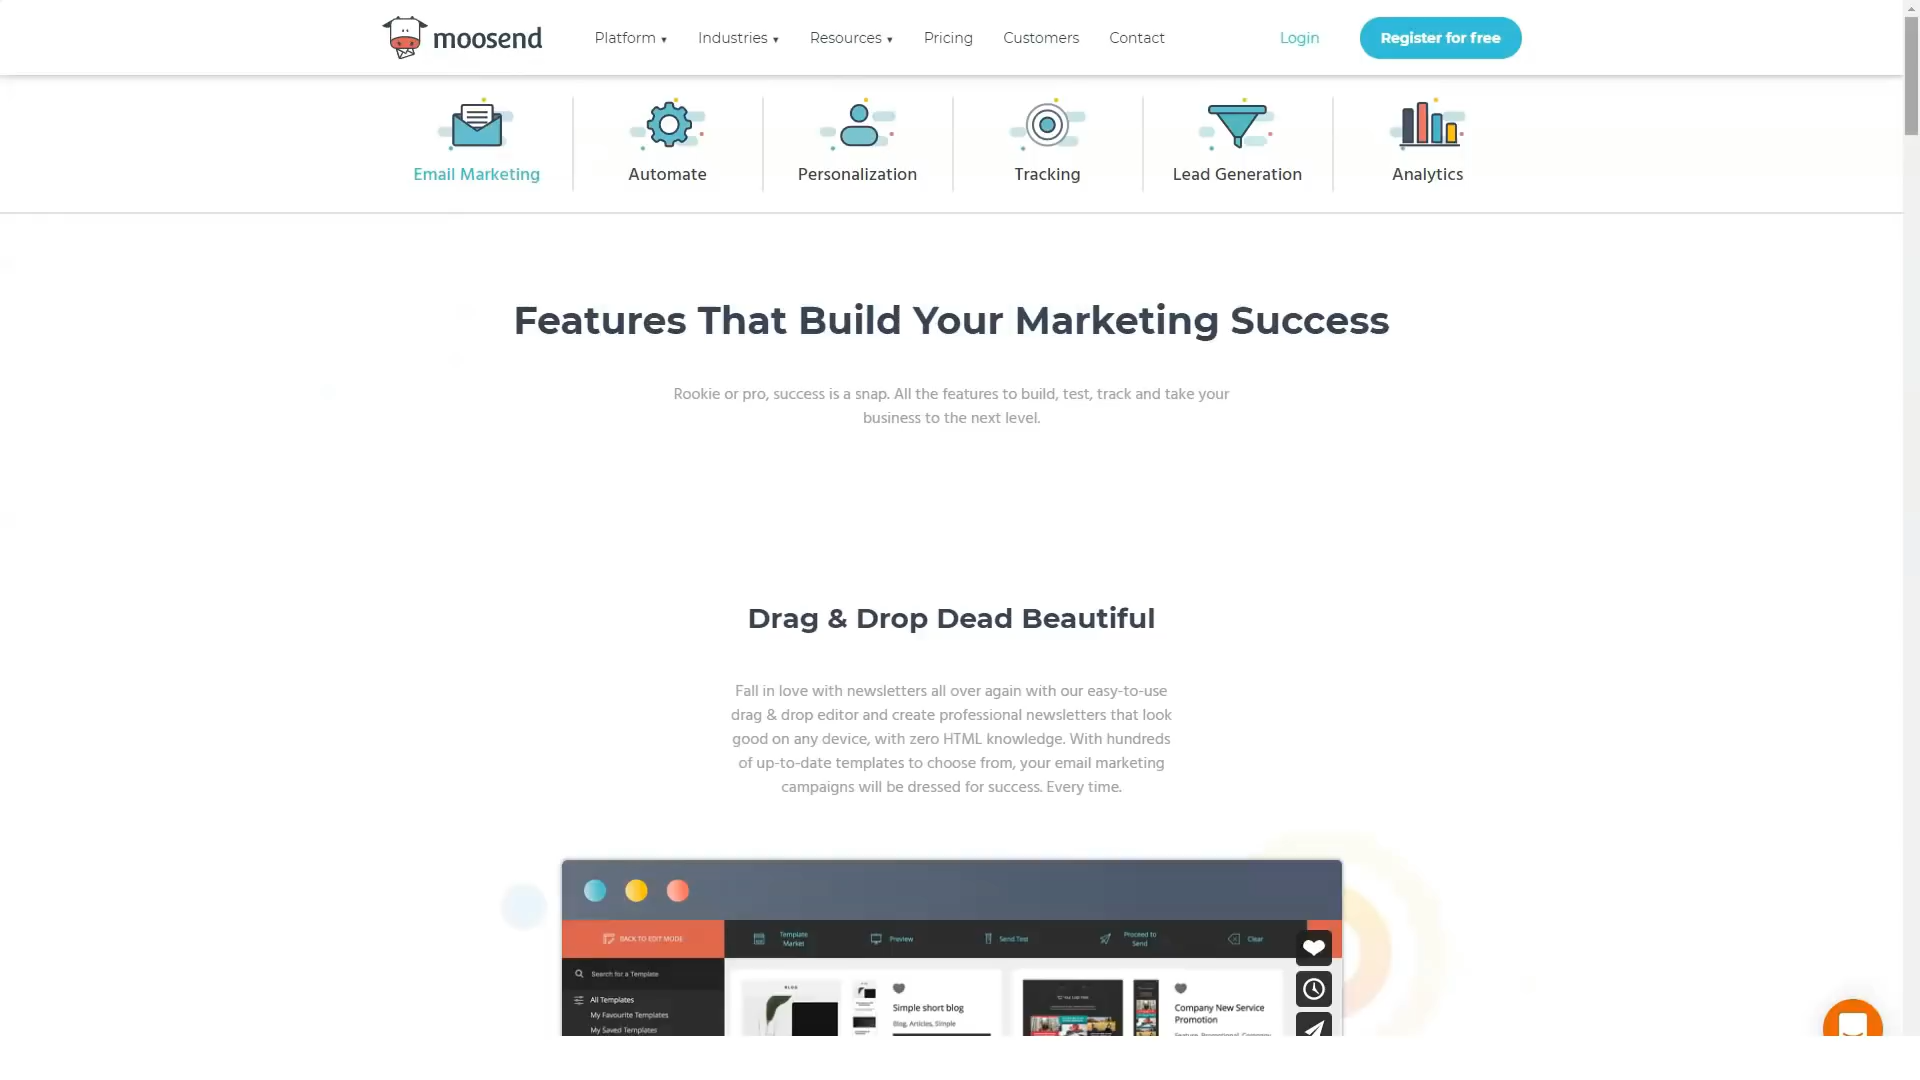 moosend
Platform ▾
Industries ▾
Resources ▾
Pricing
Customers
Contact
Login
Register for free
Email Marketing
Automate
Personalization
Tracking
Lead Generation
Analytics
Features That Build Your Marketing Success
Rookie or pro, success is a snap. All the features to build, test, track and take your
business to the next level.
Drag & Drop Dead Beautiful
Fall in love with newsletters all over again with our easy-to-use
drag & drop editor and create professional newsletters that look
good on any device, with zero HTML knowledge. With hundreds
of up-to-date templates to choose from, your email marketing
campaigns will be dressed for success. Every time.
BACK TO EDIT MODE
Template
Market
Preview
Send Test
Proceed to
Send
Clear
Search for a Template
All Templates
My Favourite Templates
My Saved Templates
BLOG
Simple short blog
Blog, Articles, Simple
Company New Service
Promotion
Feature, Promotional, Company